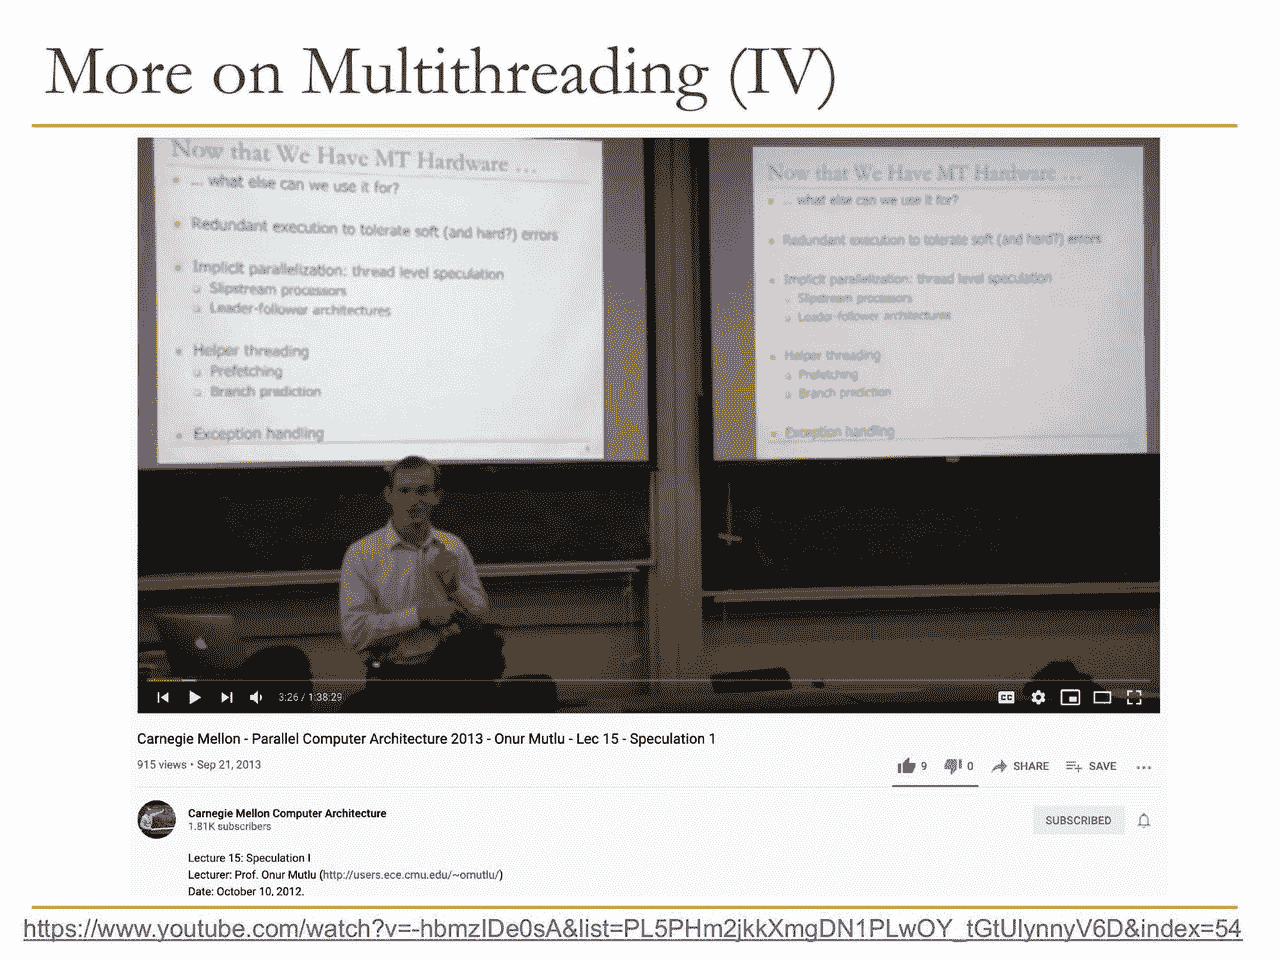 More on Multithreading (IV)
Now that We Have MT Hardware ...
... what else can we use it for?
Redundant execution to tolerate soft (and hard?) errors
Implicit parallelization: thread level speculation
Slipstream processors
Leader-follower architectures
Helper threading
Prefetching
Branch prediction
Exception handling
Now that We Have MT Hardware ...
... what else can we use it for?
Redundant execution to tolerate soft (and hard?) errors
Implicit parallelization: thread level speculation
Slipstream processors
Leader-follower architectures
Helper threading
Prefetching
Branch prediction
Exception handling
3:26 / 1:38:29
CC
Carnegie Mellon - Parallel Computer Architecture 2013 - Onur Mutlu - Lec 15 - Speculation 1
915 views • Sep 21, 2013
9 0 SHARE SAVE
Carnegie Mellon Computer Architecture
1.81K subscribers
SUBSCRIBED
Lecture 15: Speculation I
Lecturer: Prof. Onur Mutlu (http://users.ece.cmu.edu/~omutlu/)
Date: October 10, 2012.
https://www.youtube.com/watch?v=-hbmzIDe0sA&list=PL5PHm2jkkXmgDN1PLwOY_tGtUlynnyV6D&index=54